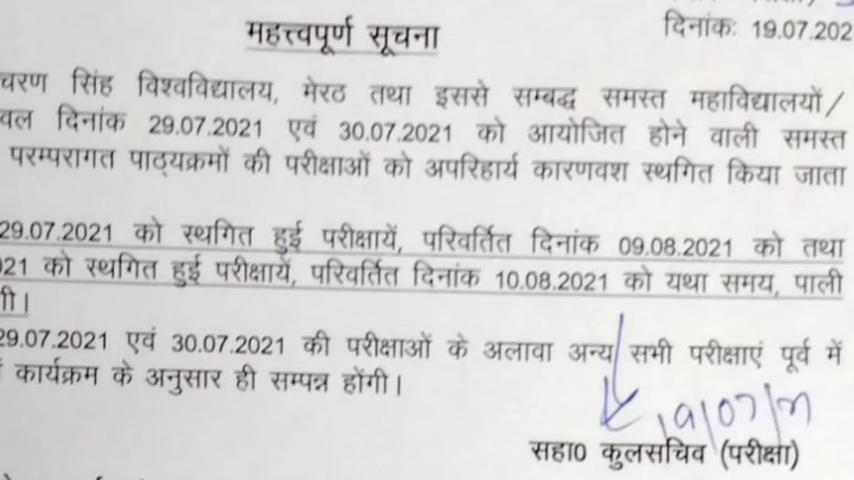 दिनांकः 19.07.202
महत्त्वपूर्ण सूचना
चरण सिंह विश्वविद्यालय, मेरठ तथा इससे सम्बद्ध समस्त महाविद्यालयों/
वल दिनांक 29.07.2021 एवं 30.07.2021 को आयोजित होने वाली समस्त
परम्परागत पाठ्यक्रमों की परीक्षाओं को अपरिहार्य कारणवश स्थगित किया जाता
29.07.2021 को स्थगित हुई परीक्षायें, परिवर्तित दिनांक 09.08.2021 को तथा
021 को स्थगित हुई परीक्षायें, परिवर्तित दिनांक 10.08.2021 को यथा समय, पाली
गी।
29.07.2021 एवं 30.07.2021 की परीक्षाओं के अलावा अन्य सभी परीक्षाएं पूर्व में
कार्यक्रम के अनुसार ही सम्पन्न होंगी।
19/07/21
सहा0 कुलसचिव (परीक्षा)